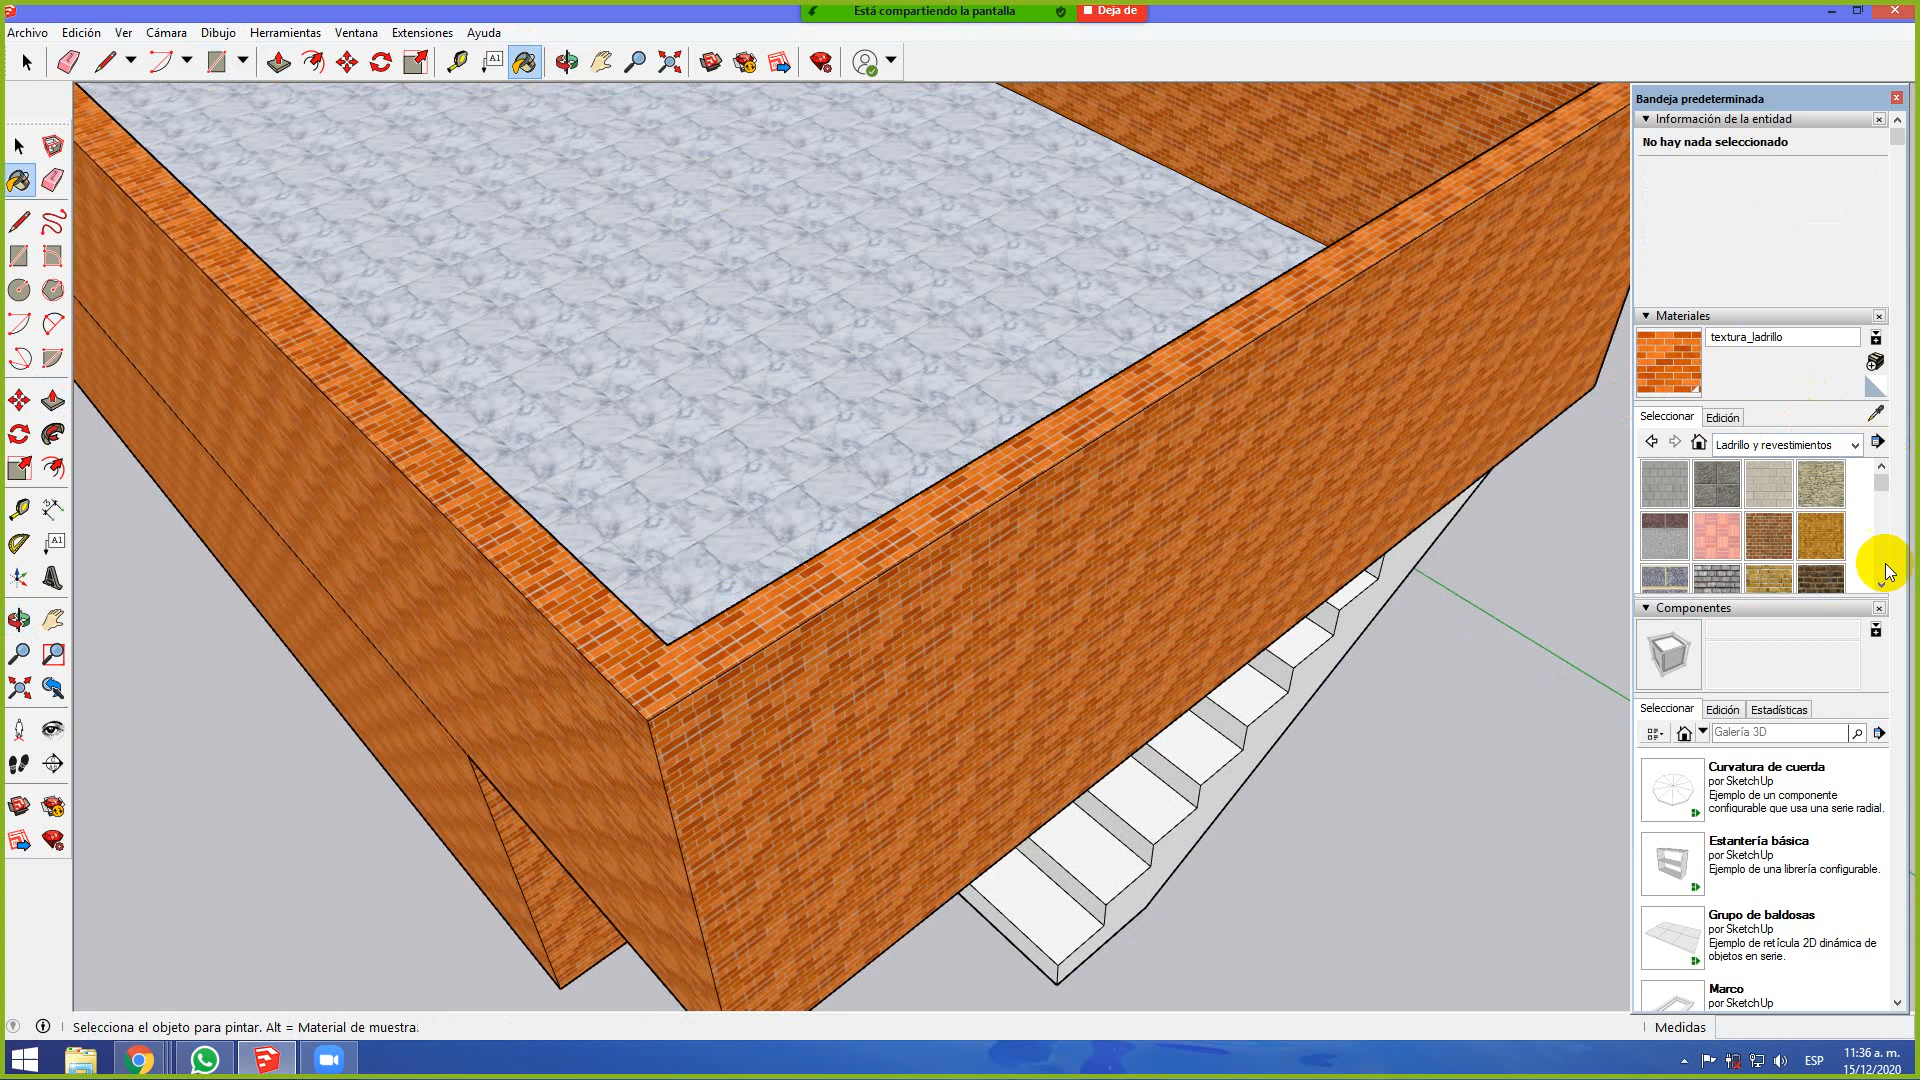 Está compartiendo la pantalla
Deja de
Archivo Edición Ver Cámara Dibujo Herramientas Ventana Extensiones Ayuda
A1
Bandeja predeterminada
Información de la entidad
No hay nada seleccionado
Materiales
textura_ladrillo
Seleccionar Edición
Ladrillo y revestimientos
A1
Componentes
Seleccionar Edición Estadísticas
Galería 3D
Curvatura de cuerda
por SketchUp
Ejemplo de un componente
configurable que usa una serie radial.
Estantería básica
por SketchUp
Ejemplo de una librería configurable.
Grupo de baldosas
por SketchUp
Ejemplo de retícula 2D dinámica de
objetos en serie.
Marco
por SketchUp
Selecciona el objeto para pintar. Alt = Material de muestra.
Medidas
ESP
11:36 a. m.
15/12/2020